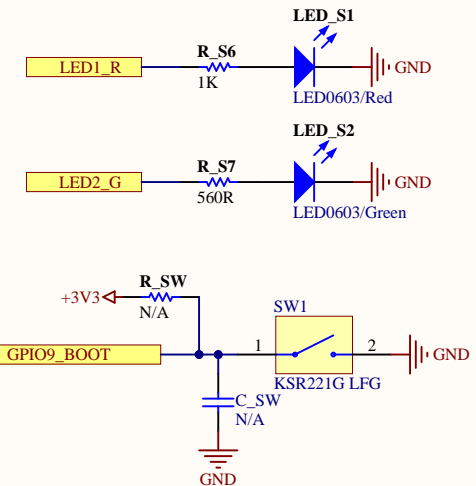 LED_S1
R_S6
LED1_R
GND
1K
LED0603/Red
LED_S2
R_S7
LED2_G
GND
560R
LED0603/Green
R_SW
+3V3
N/A
SW1
GPIO9_BOOT
1
2
GND
KSR221G LFG
C_SW
N/A
GND